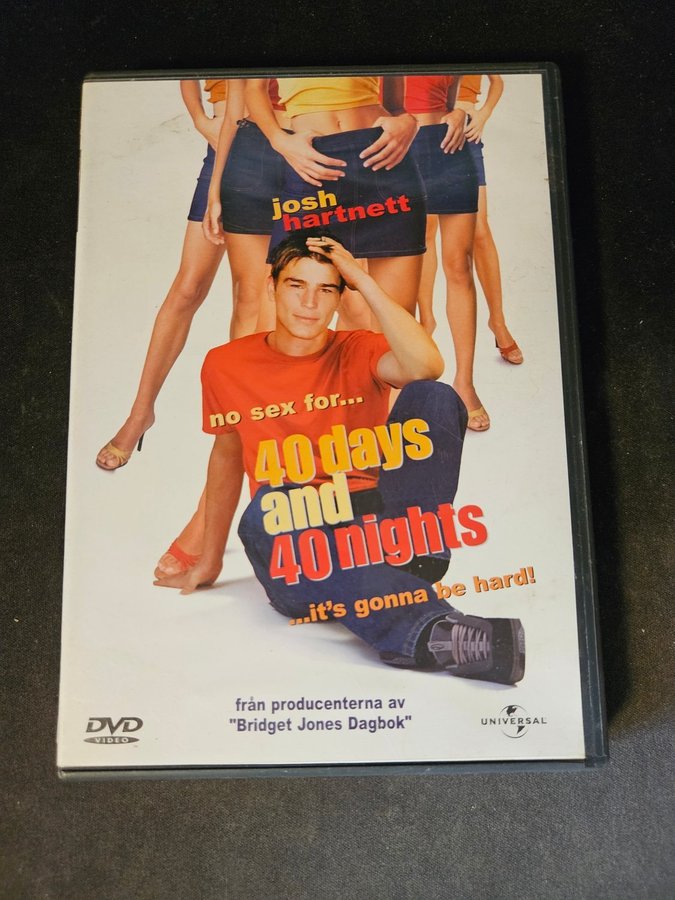 josh
hartnett
no sex for...
40 days
and
40 nights
...it's gonna be hard!
från producenterna av
"Bridget Jones Dagbok"
DVD
VIDEO
UNIVERSAL